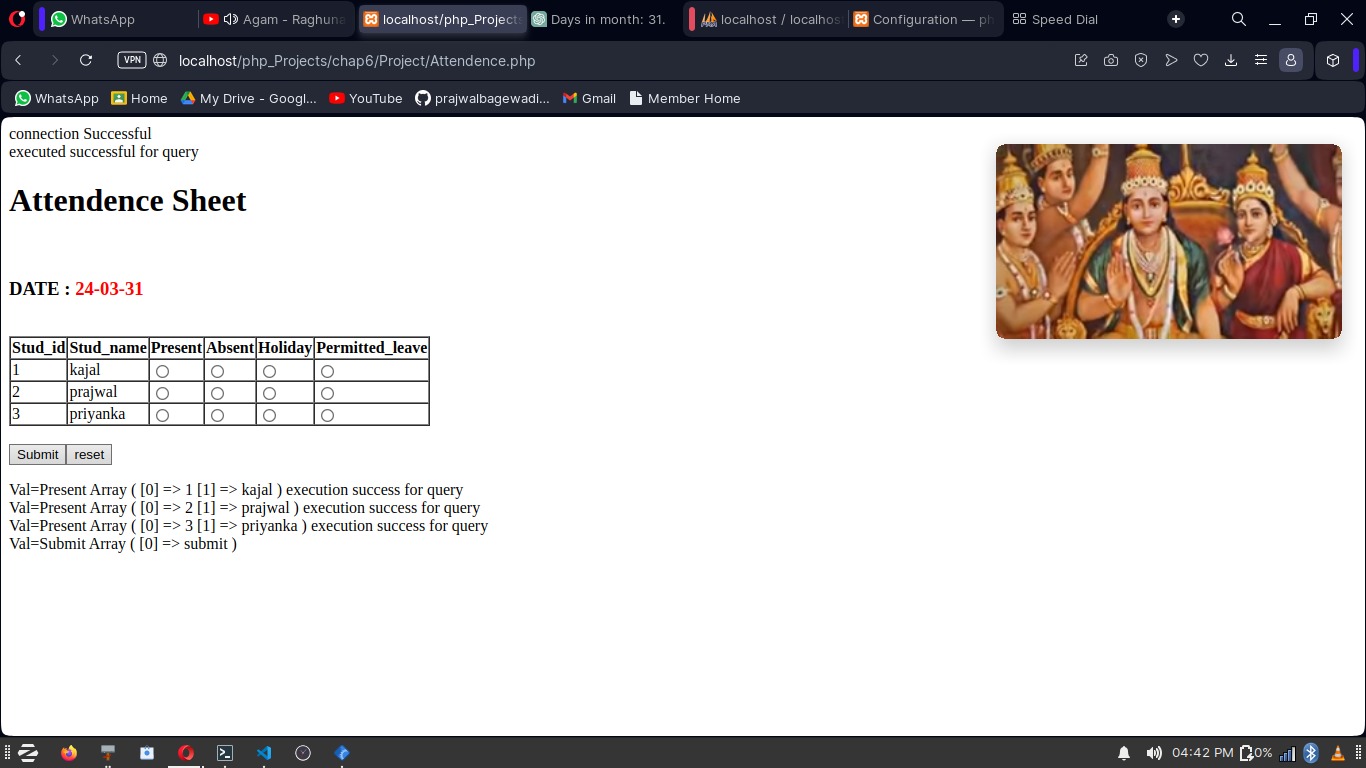 WhatsApp
Agam - Raghuna
localhost/php_Projects
Days in month: 31.
localhost / localhos
Configuration — ph
Speed Dial
VPN
localhost/php_Projects/chap6/Project/Attendence.php
WhatsApp
Home
My Drive - Googl...
YouTube
prajwalbagewadi...
Gmail
Member Home
connection Successful
executed successful for query
Attendence Sheet
DATE : 24-03-31
Stud_id Stud_name Present Absent Holiday Permitted_leave
1 kajal
2 prajwal
3 priyanka
Submit reset
Val=Present Array ( [0] => 1 [1] => kajal ) execution success for query
Val=Present Array ( [0] => 2 [1] => prajwal ) execution success for query
Val=Present Array ( [0] => 3 [1] => priyanka ) execution success for query
Val=Submit Array ( [0] => submit )
04:42 PM